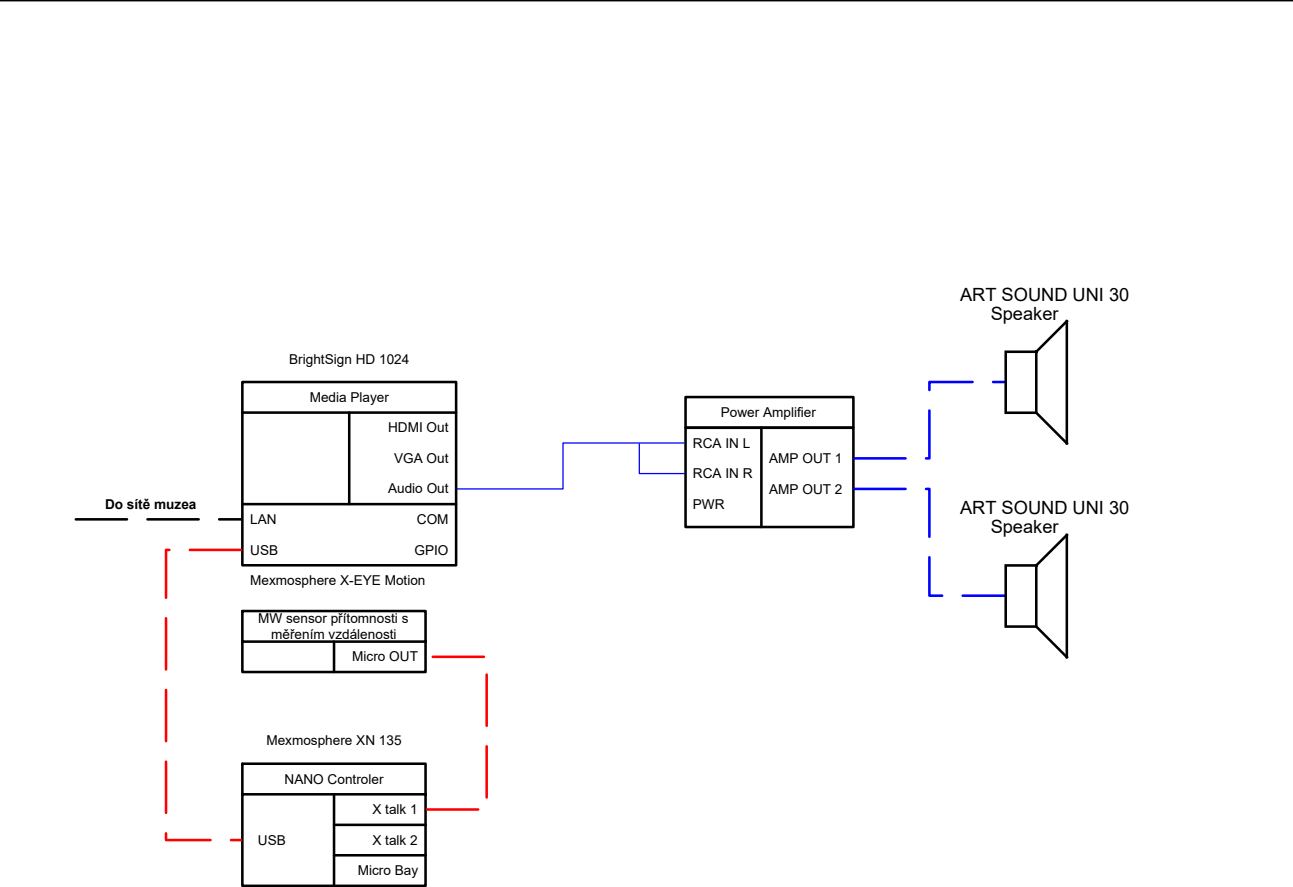 ART SOUND UNI 30
Speaker
BrightSign HD 1024
Media Player
HDMI Out
VGA Out
Audio Out
LAN
COM
USB
GPIO
Do sítě muzea
Power Amplifier
RCA IN L
RCA IN R
PWR
AMP OUT 1
AMP OUT 2
ART SOUND UNI 30
Speaker
Mexmosphere X-EYE Motion
MW sensor přítomnosti s
měřením vzdálenosti
Micro OUT
Mexmosphere XN 135
NANO Controler
USB
X talk 1
X talk 2
Micro Bay